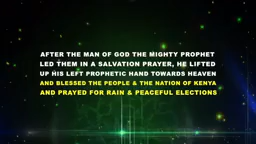 AFTER THE MAN OF GOD THE MIGHTY PROPHET
LED THEM IN A SALVATION PRAYER, HE LIFTED
UP HIS LEFT PROPHETIC HAND TOWARDS HEAVEN
AND BLESSED THE PEOPLE & THE NATION OF KENYA
AND PRAYED FOR RAIN & PEACEFUL ELECTIONS